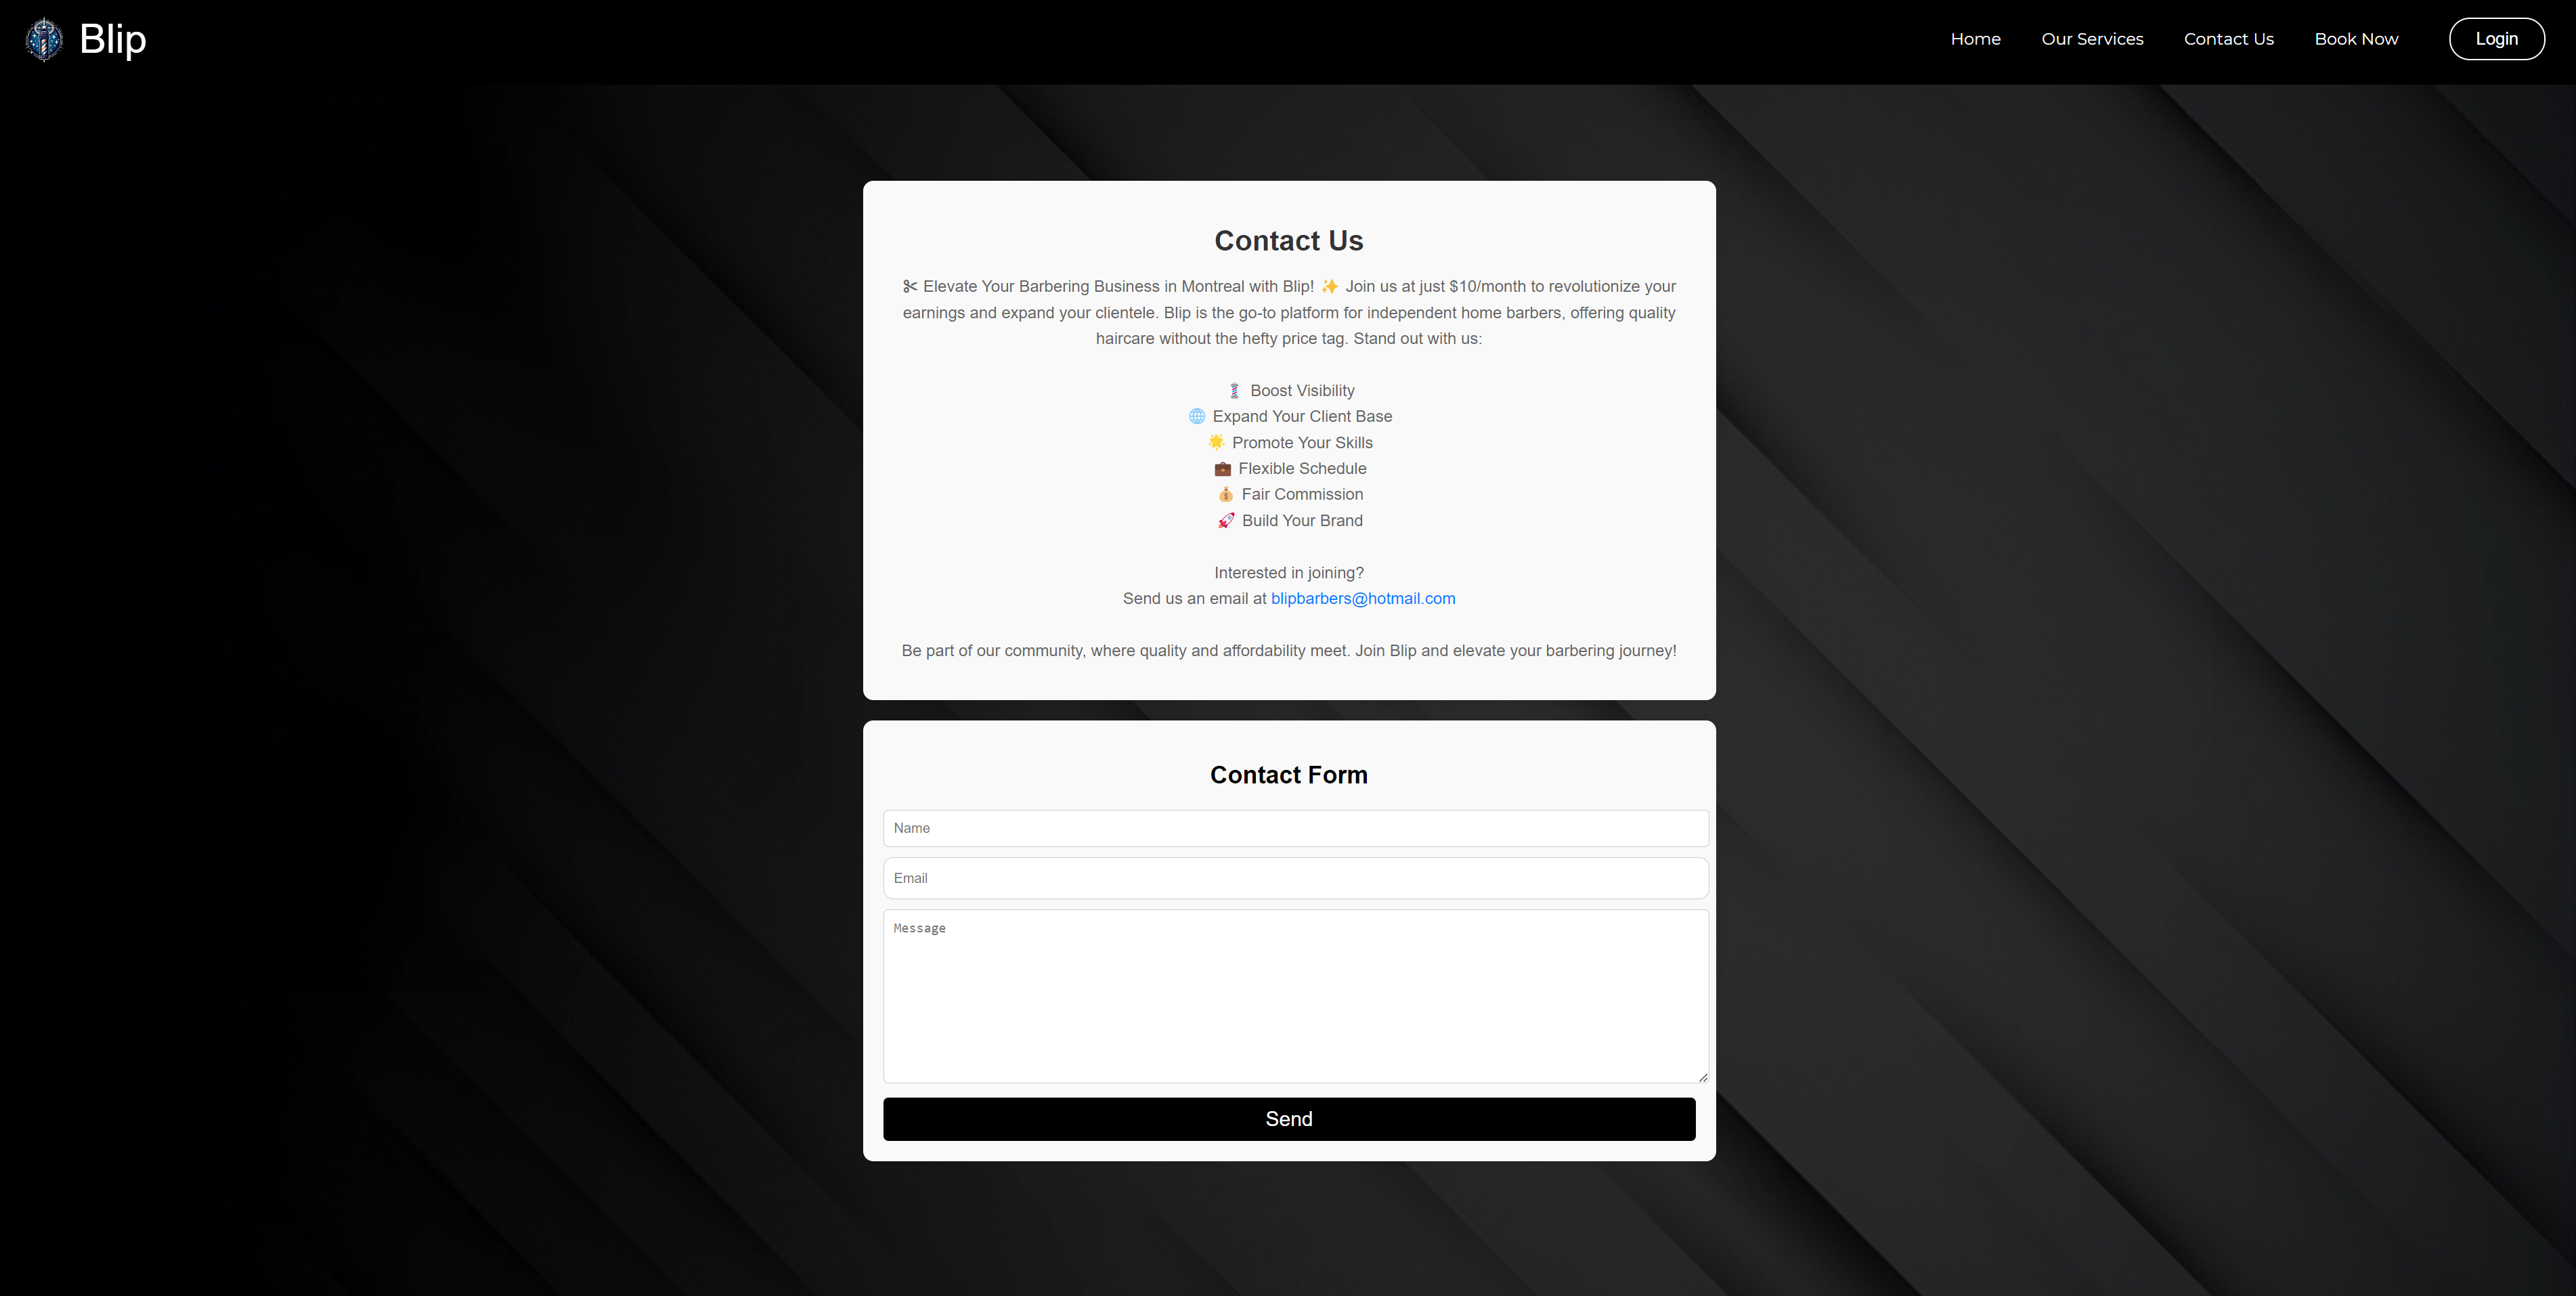 Blip
Home
Our Services
Contact Us
Book Now
Login
Contact Us
✂ Elevate Your Barbering Business in Montreal with Blip! ✨ Join us at just $10/month to revolutionize your
earnings and expand your clientele. Blip is the go-to platform for independent home barbers, offering quality
haircare without the hefty price tag. Stand out with us:
💈 Boost Visibility
🌐 Expand Your Client Base
🌟 Promote Your Skills
💼 Flexible Schedule
💰 Fair Commission
🚀 Build Your Brand
Interested in joining?
Send us an email at blipbarbers@hotmail.com
Be part of our community, where quality and affordability meet. Join Blip and elevate your barbering journey!
Contact Form
Name
Email
Message
Send